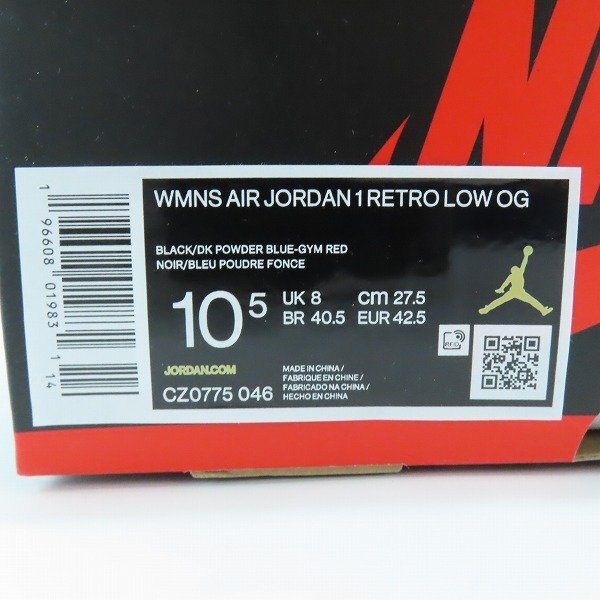 NIKE
WMNS AIR JORDAN 1 RETRO LOW OG
BLACK/DK POWDER BLUE-GYM RED
NOIR/BLEU POUDRE FONCE
10 5
UK 8 cm 27.5
BR 40.5 EUR 42.5
RFID
JORDAN.COM
CZ0775 046
MADE IN CHINA /
FABRIQUE EN CHINE /
FABRICADO NA CHINA /
HECHO EN CHINA
1 96608 01983 1 14